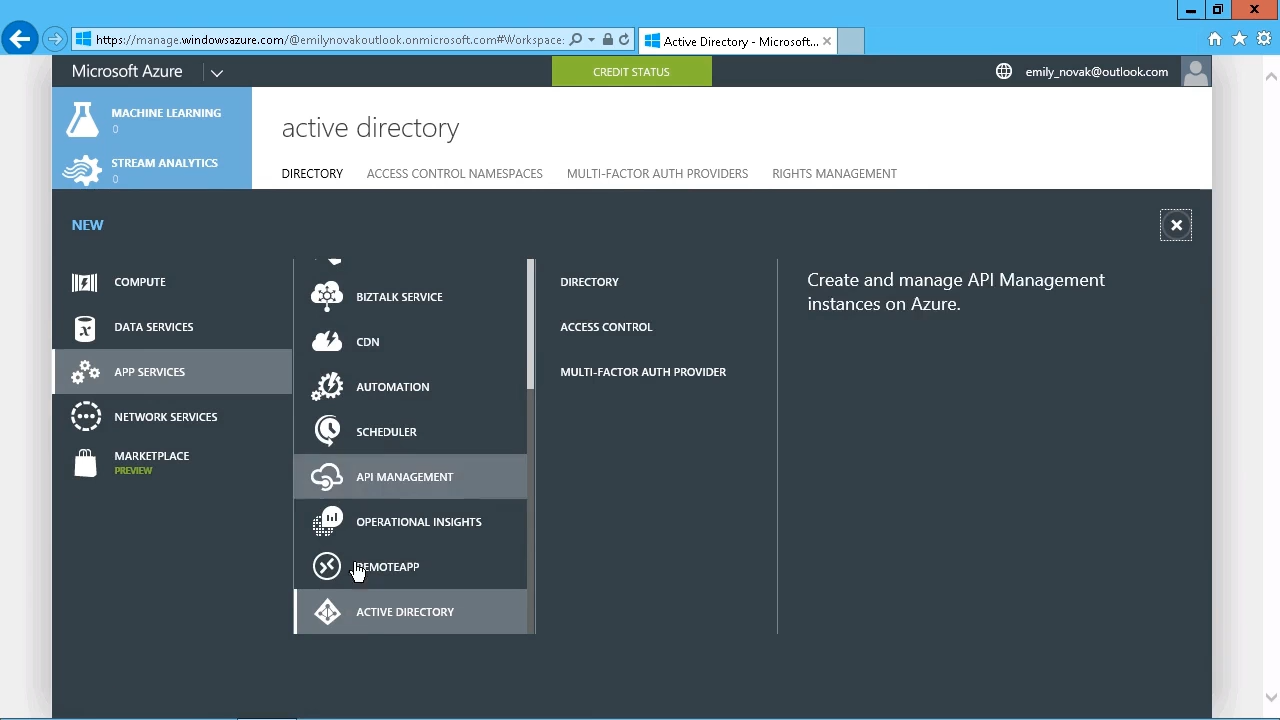 https://manage.windowsazure.com/@emilynovakoutlook.onmicrosoft.com#Workspace:
Active Directory - Microsoft...
Microsoft Azure
CREDIT STATUS
emily_novak@outlook.com
MACHINE LEARNING
0
STREAM ANALYTICS
0
active directory
DIRECTORY ACCESS CONTROL NAMESPACES MULTI-FACTOR AUTH PROVIDERS RIGHTS MANAGEMENT
NEW
COMPUTE
DATA SERVICES
APP SERVICES
NETWORK SERVICES
MARKETPLACE
PREVIEW
BIZTALK SERVICE
CDN
AUTOMATION
SCHEDULER
API MANAGEMENT
OPERATIONAL INSIGHTS
REMOTEAPP
ACTIVE DIRECTORY
DIRECTORY
ACCESS CONTROL
MULTI-FACTOR AUTH PROVIDER
Create and manage API Management
instances on Azure.